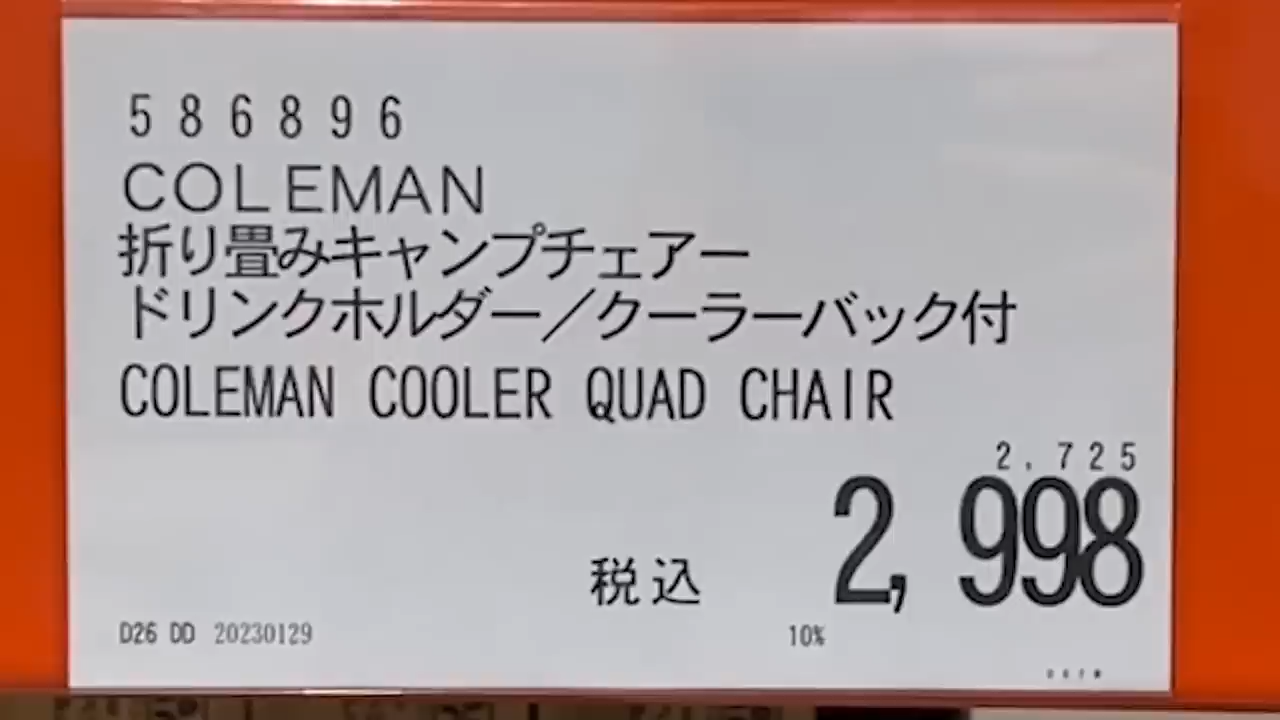 586896
COLEMAN
折り畳みキャンプチェアー
ドリンクホルダー／クーラーバック付
COLEMAN COOLER QUAD CHAIR
2,725
税込 2,998
D26 DD 20230129 10%